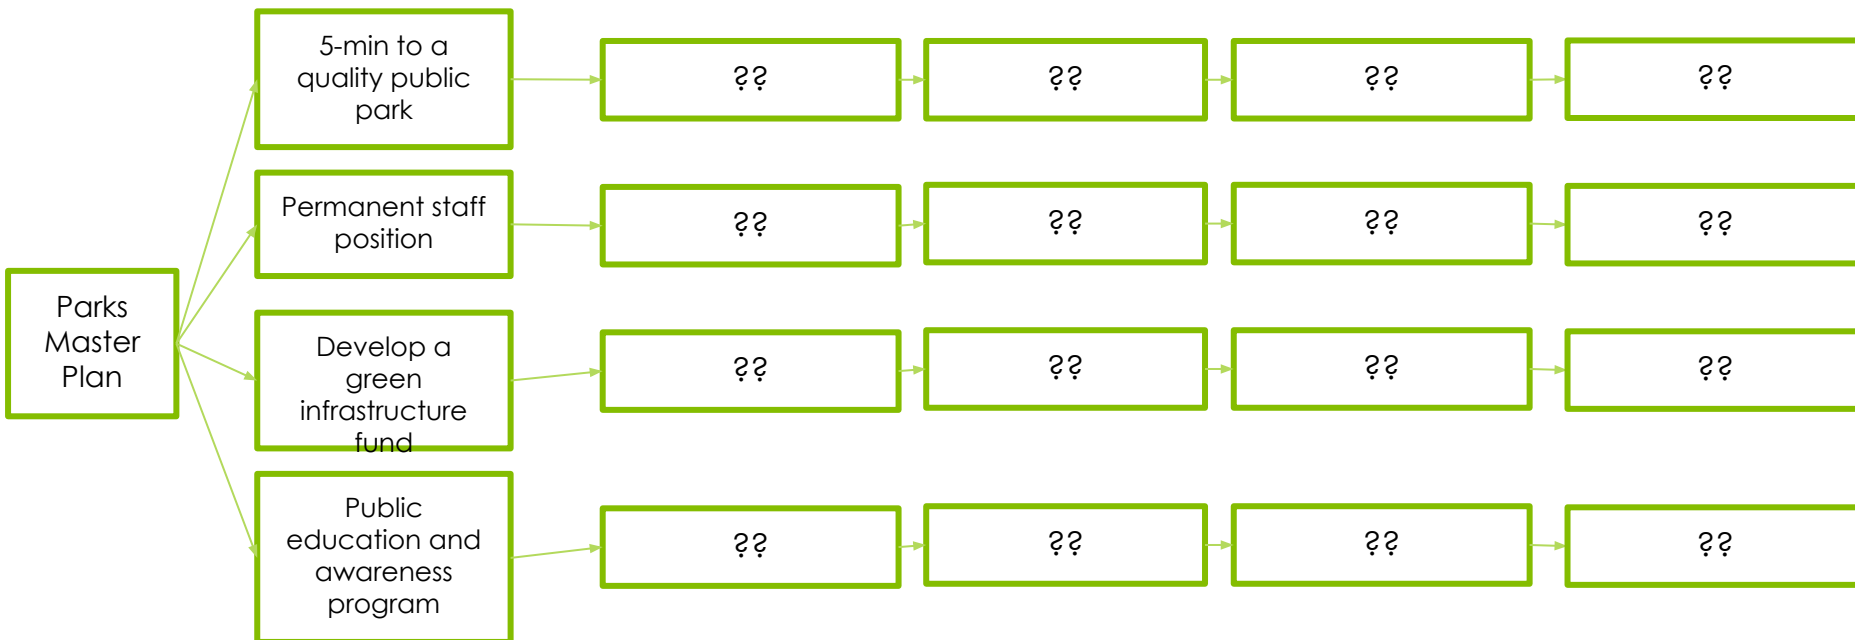 5-min to a
quality public
park
??
??
??
??
Permanent staff
position
??
??
??
??
Parks
Master
Plan
Develop a
green
infrastructure
fund
??
??
??
??
Public
education and
awareness
program
??
??
??
??